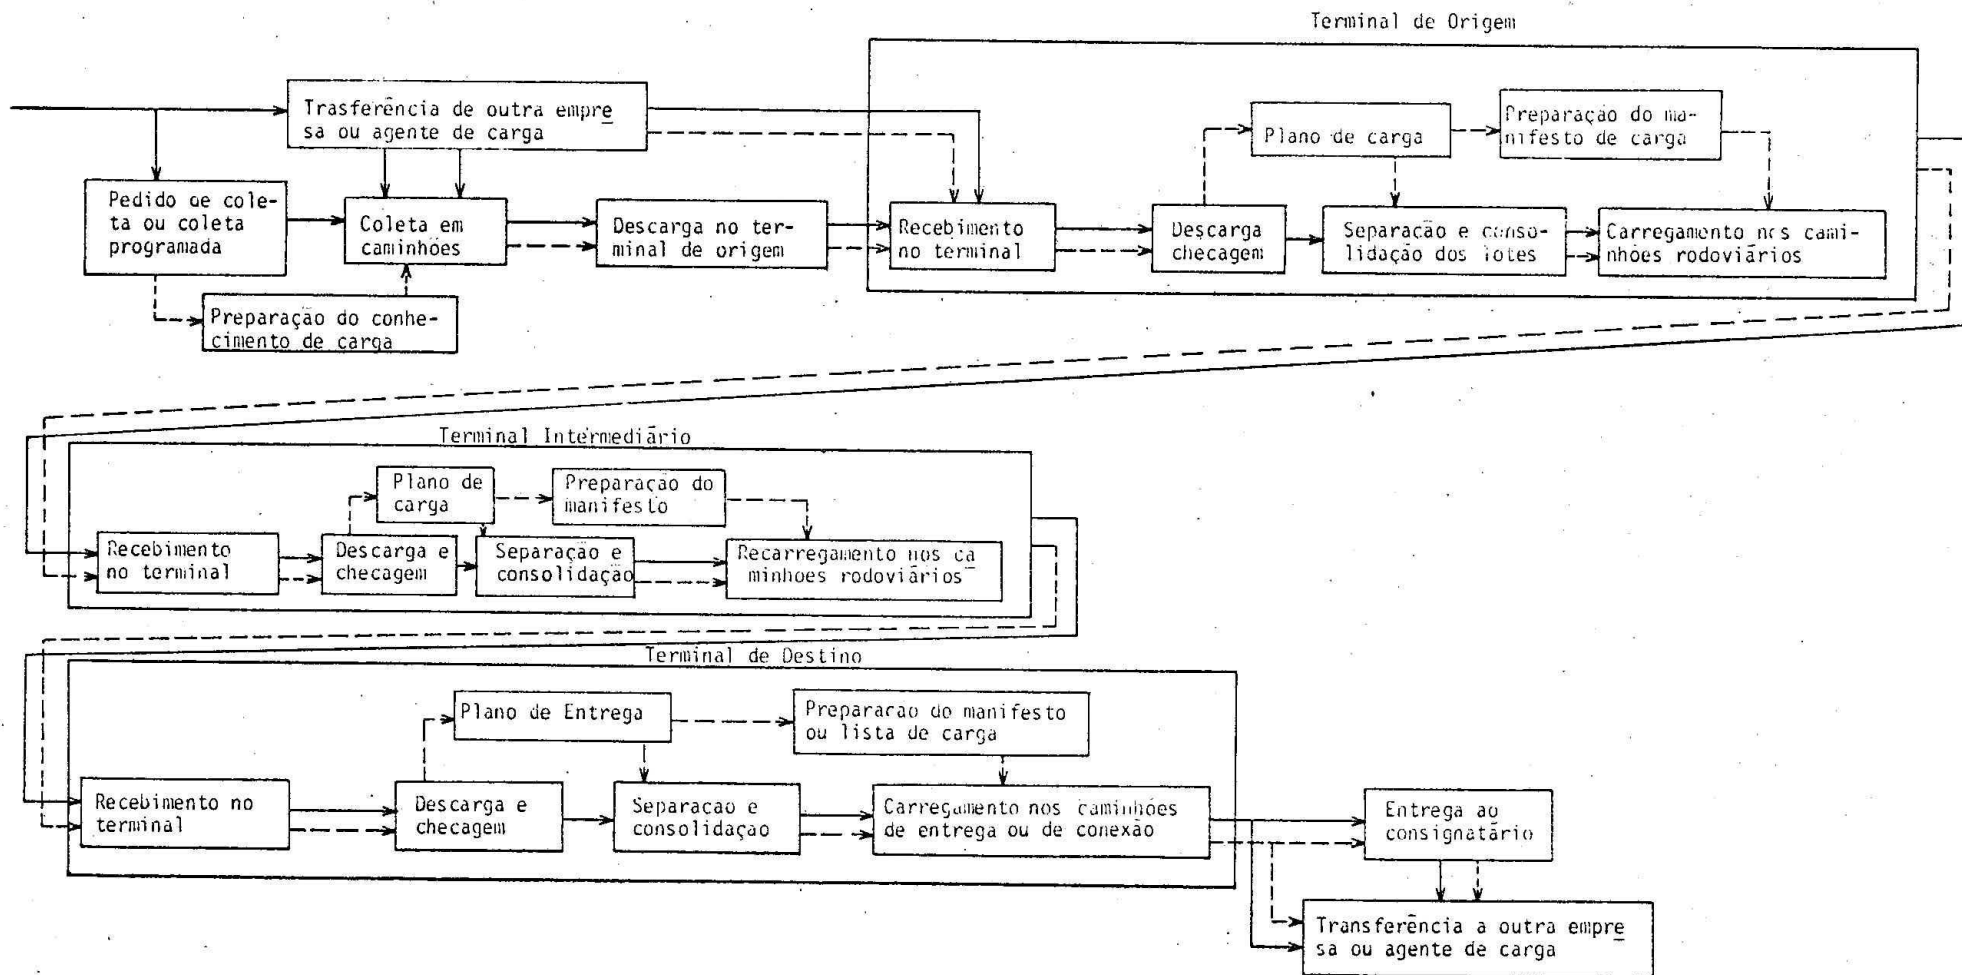 Terminal de Origem
Trasferência de outra empre
sa ou agente de carga
Pedido de cole-
ta ou coleta
programada
Coleta em
caminhões
Preparação do conhe-
cimento de carga
Descarga no ter-
minal de origem
Recebimento
no terminal
Descarga
checagem
Plano de carga
Preparação do ma-
nifesto de carga
Separação e conso-
lidação dos lotes
Carregamento nos cami-
nhões rodoviários
Terminal Intermediário
Recebimento
no terminal
Descarga e
checagem
Plano de
carga
Preparação do
manifesto
Separação e
consolidação
Recarregamento nos ca
minhoes rodoviários
Terminal de Destino
Recebimento no
terminal
Descarga e
checagem
Plano de Entrega
Preparacao do manifesto
ou lista de carga
Separacao e
consolidação
Carregamento nos caminhões
de entrega ou de conexão
Entrega ao
consignatário
Transferência a outra empre
sa ou agente de carga